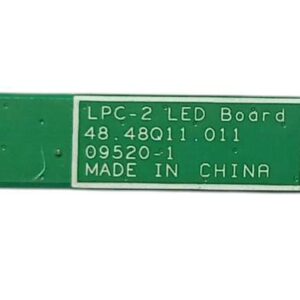 LPC-2 LED Board
48.48Q11.011
09520-1
MADE IN CHINA